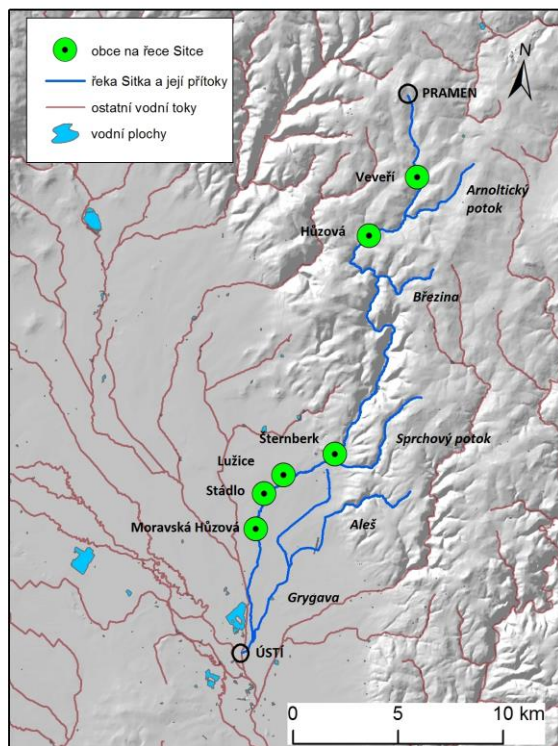 obce na řece Sitce
řeka Sitka a její přítoky
ostatní vodní toky
vodní plochy
N
PRAMEN
Veveří
Arnoltický
potok
Hůzová
Březina
Šternberk
Sprchový potok
Lužice
Stádlo
Aleš
Moravská Hůzová
Grygava
ÚSTÍ
0 5 10 km